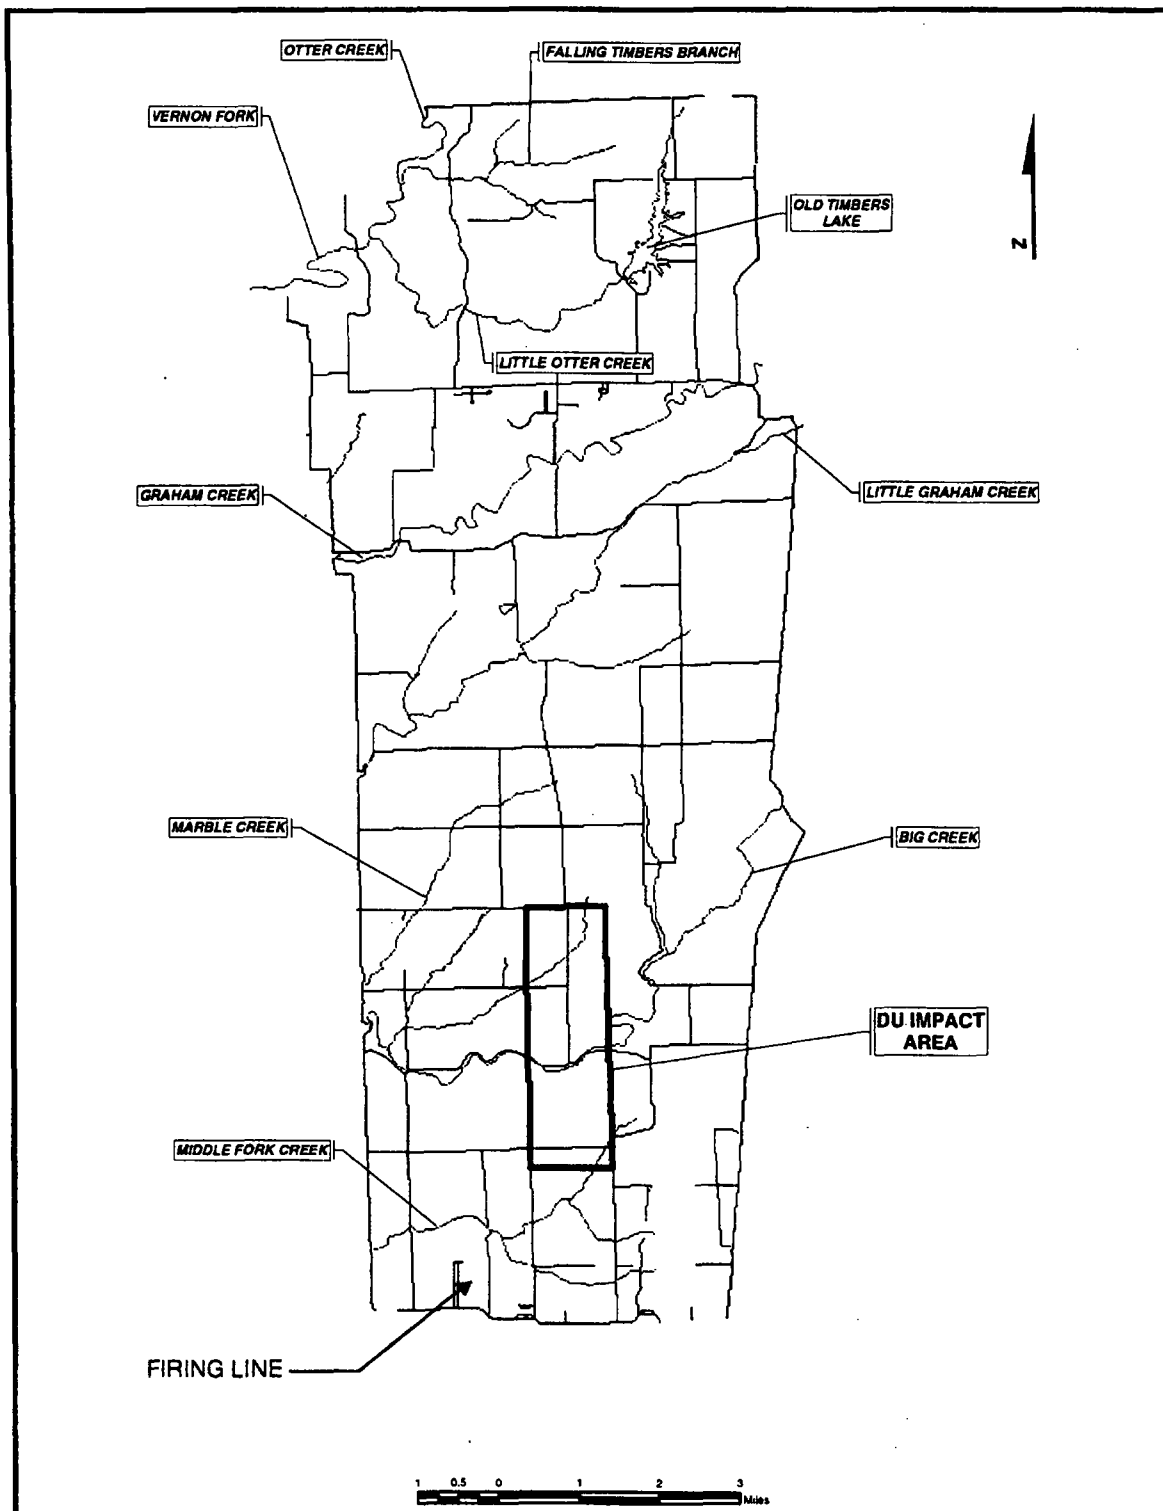 OTTER CREEK
FALLING TIMBERS BRANCH
VERNON FORK
OLD TIMBERS
LAKE
N
LITTLE OTTER CREEK
GRAHAM CREEK
LITTLE GRAHAM CREEK
MARBLE CREEK
BIG CREEK
DU IMPACT
AREA
MIDDLE FORK CREEK
FIRING LINE
1 0.5 0 1 2 3
Miles